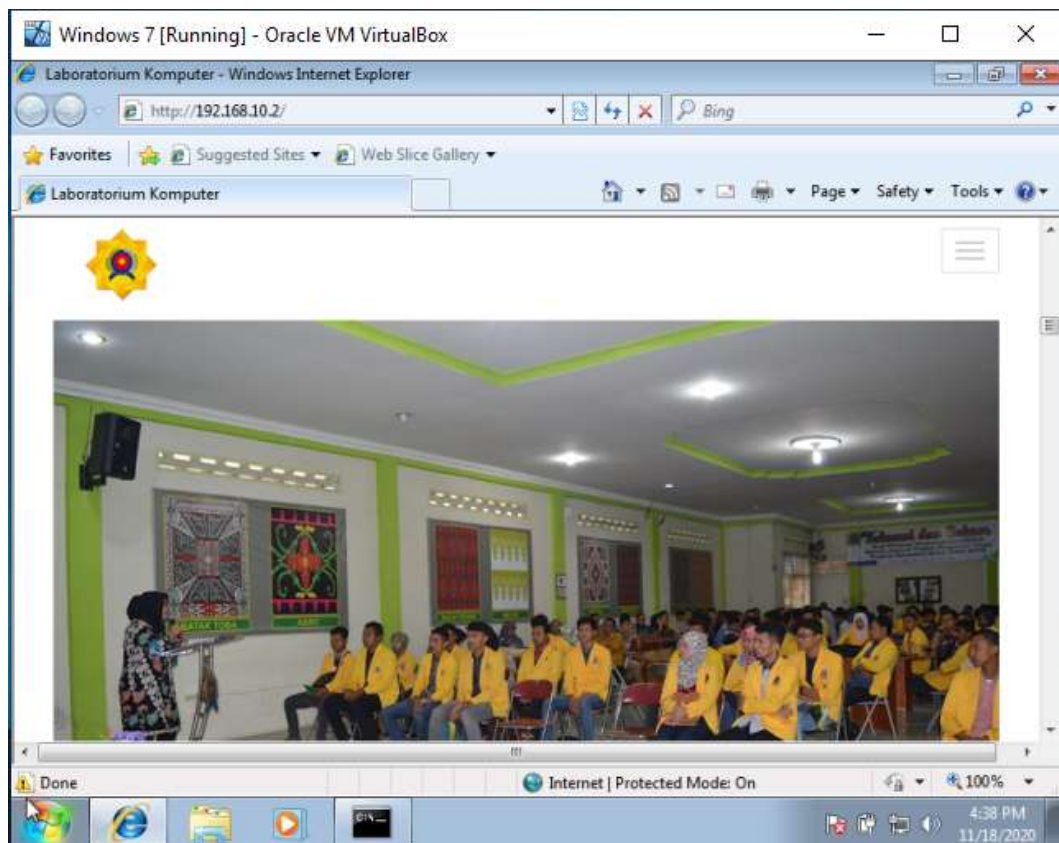 Windows 7 [Running] - Oracle VM VirtualBox
Laboratorium Komputer - Windows Internet Explorer
http://192.168.10.2/
Bing
Favorites
Suggested Sites
Web Slice Gallery
Laboratorium Komputer
Page
Safety
Tools
BATAK TOBA
KARO
Done
Internet | Protected Mode: On
100%
C:\
4:38 PM
11/18/2020